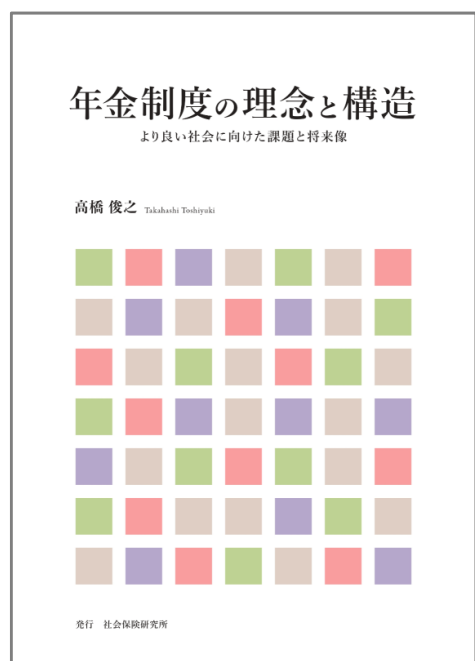 年金制度の理念と構造
より良い社会に向けた課題と将来像
高橋 俊之 Takahashi Toshiyuki
発行 社会保険研究所